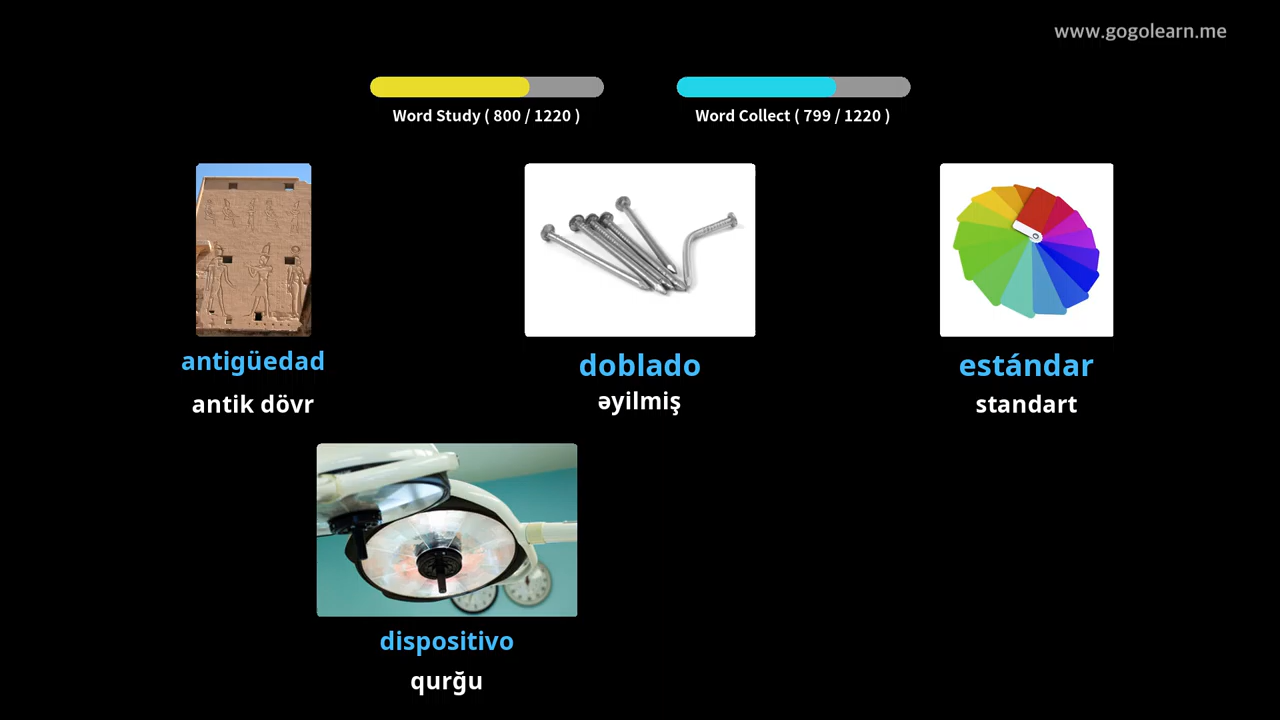 www.gogolearn.me
Word Study ( 800 / 1220 )
Word Collect ( 799 / 1220 )
antigüedad
antik dövr
doblado
əyilmiş
estándar
standart
dispositivo
qurğu